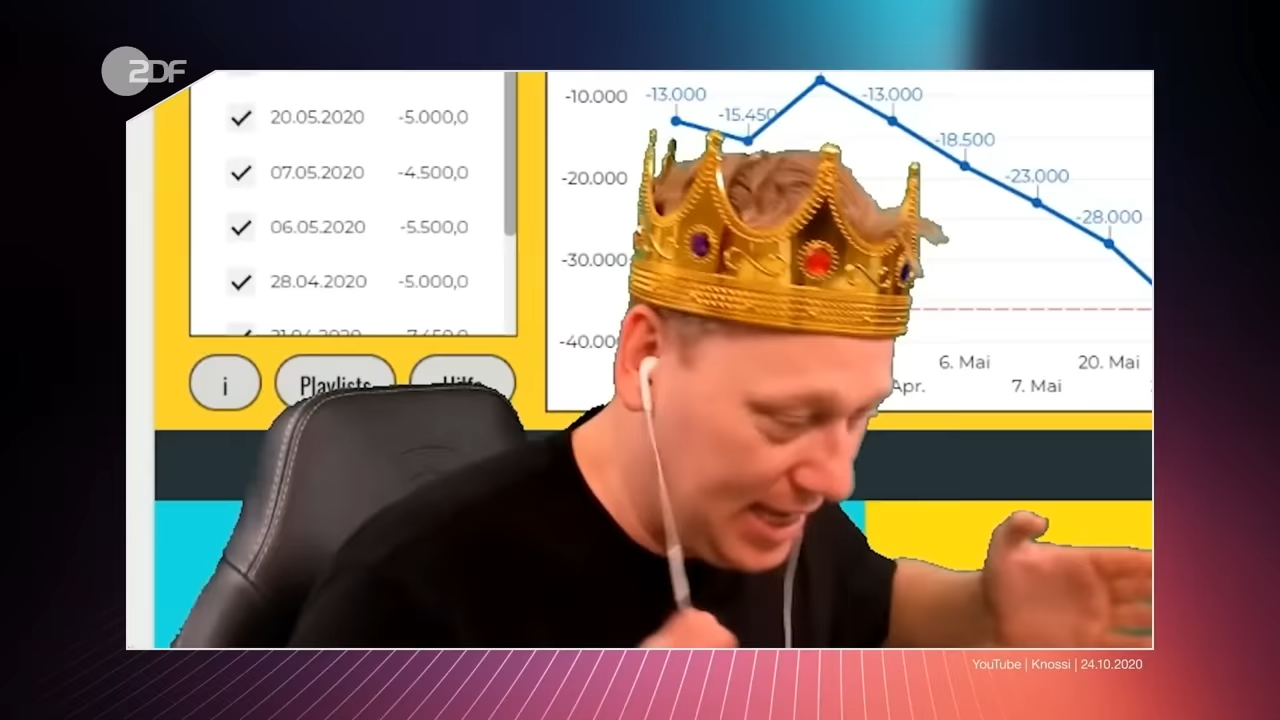 ZDF
20.05.2020 -5.000,0
07.05.2020 -4.500,0
06.05.2020 -5.500,0
28.04.2020 -5.000,0
i
Playlists
Hilfe
-10.000
-20.000
-30.000
-40.000
-13.000
-15.450
-13.000
-18.500
-23.000
-28.000
6. Mai
20. Mai
Apr.
7. Mai
YouTube | Knossi | 24.10.2020